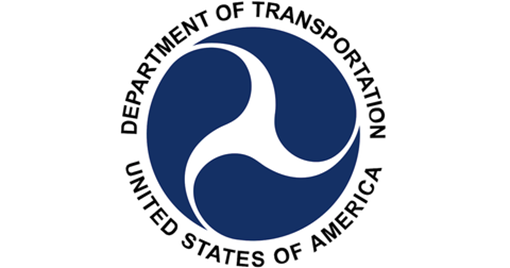 DEPARTMENT OF TRANSPORTATION
UNITED STATES OF AMERICA